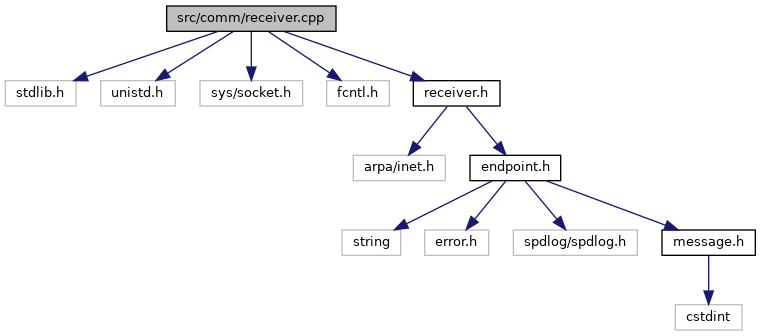 src/comm/receiver.cpp
stdlib.h
unistd.h
sys/socket.h
fcntl.h
receiver.h
arpa/inet.h
endpoint.h
string
error.h
spdlog/spdlog.h
message.h
cstdint